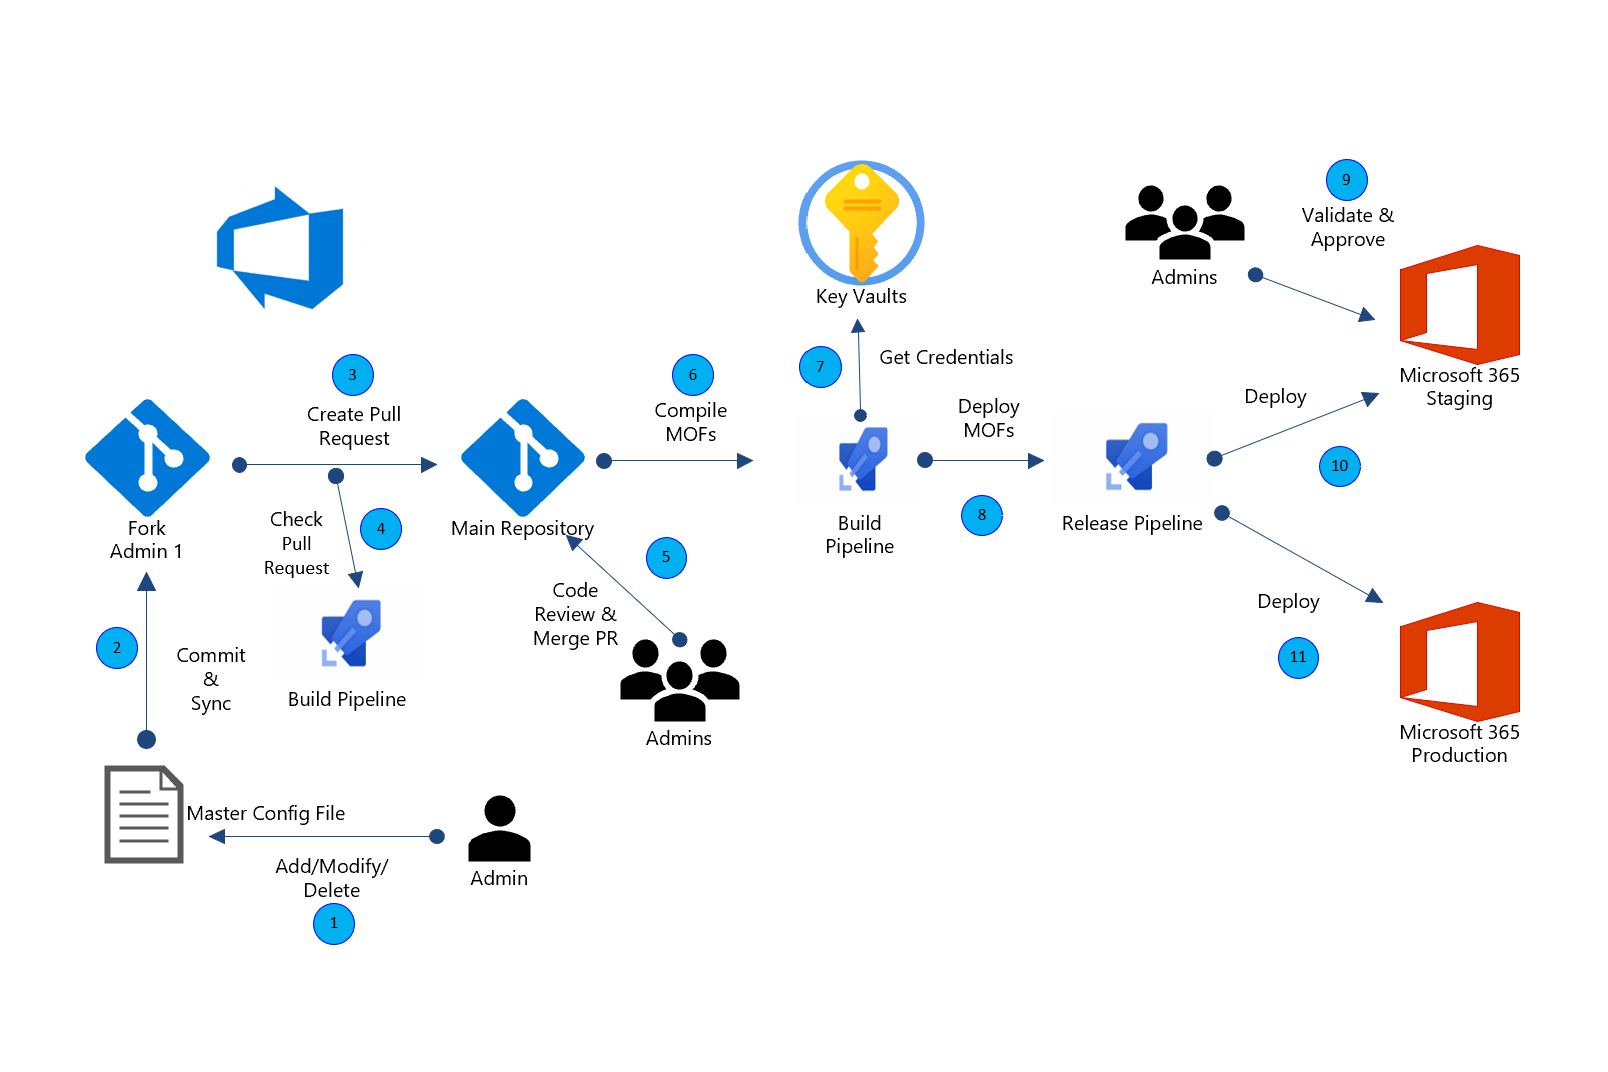 9
Validate &
Approve
Admins
Key Vaults
7
Get Credentials
3
Create Pull
Request
6
Compile
MOFs
Deploy
MOFs
Deploy
Microsoft 365
Staging
10
Fork
Admin 1
Check
Pull
Request
4
Main Repository
5
Build
Pipeline
8
Release Pipeline
Code
Review &
Merge PR
Deploy
11
2
Commit
&
Sync
Build Pipeline
Admins
Microsoft 365
Production
Master Config File
Add/Modify/
Delete
1
Admin